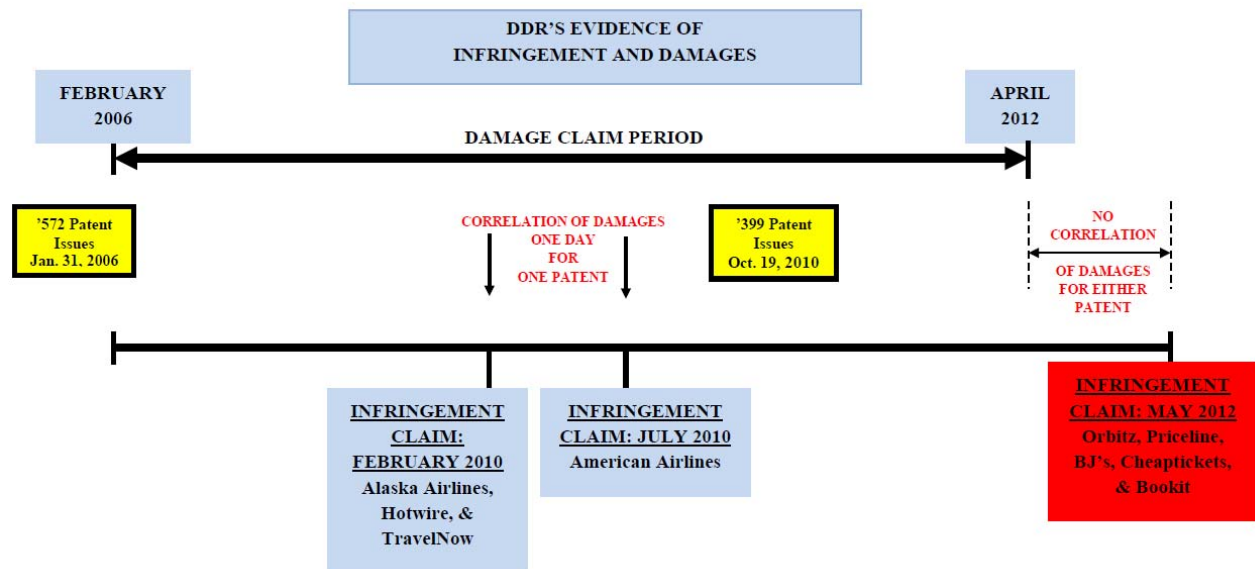 DDR'S EVIDENCE OF
INFRINGEMENT AND DAMAGES
FEBRUARY
2006
APRIL
2012
DAMAGE CLAIM PERIOD
’572 Patent
Issues
Jan. 31, 2006
CORRELATION OF DAMAGES
ONE DAY
FOR
ONE PATENT
’399 Patent
Issues
Oct. 19, 2010
NO
CORRELATION
OF DAMAGES
FOR EITHER
PATENT
INFRINGEMENT
CLAIM:
FEBRUARY 2010
Alaska Airlines,
Hotwire, &
TravelNow
INFRINGEMENT
CLAIM: JULY 2010
American Airlines
INFRINGEMENT
CLAIM: MAY 2012
Orbitz, Priceline,
BJ's, Cheaptickets,
& Bookit